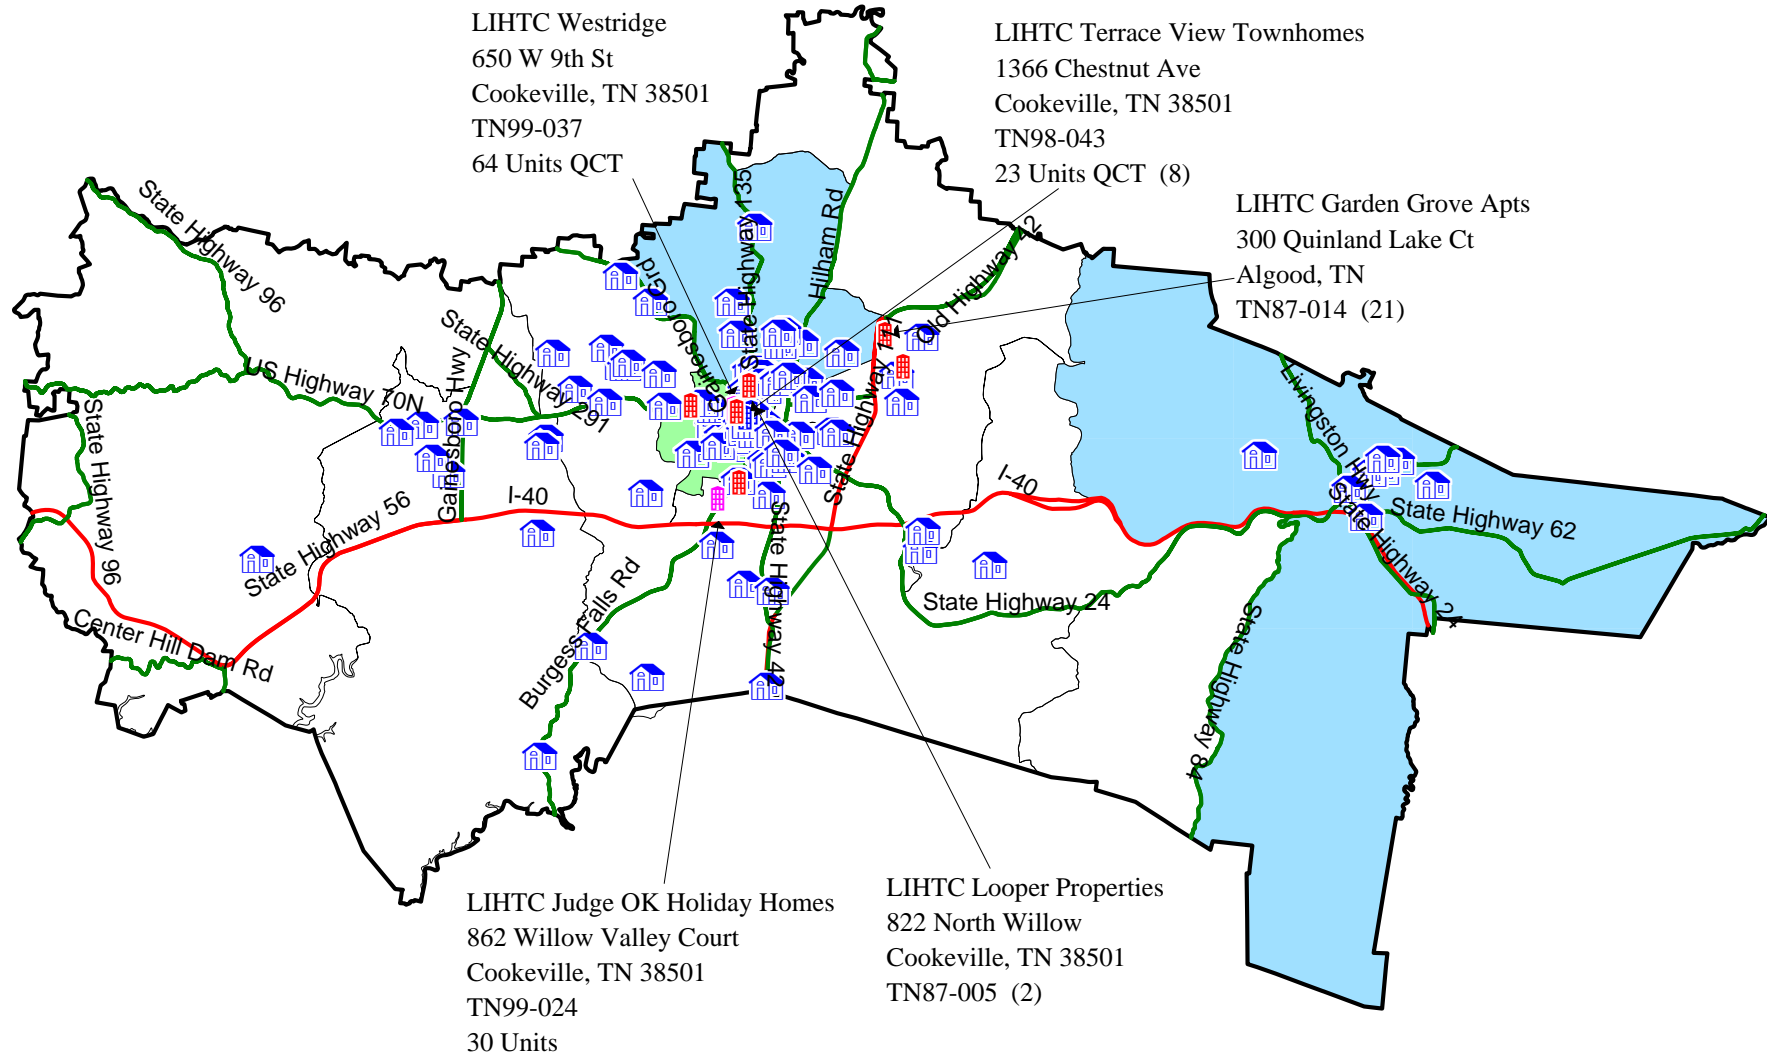 LIHTC Westridge
650 W 9th St
Cookeville, TN 38501
TN99-037
64 Units QCT
LIHTC Terrace View Townhomes
1366 Chestnut Ave
Cookeville, TN 38501
TN98-043
23 Units QCT (8)
LIHTC Garden Grove Apts
300 Quinland Lake Ct
Algood, TN
TN87-014 (21)
State Highway 96
State Highway 135
Hilham Rd
Old Highway 42
Gainesboro Grd
State Highway 111
State Highway 291
US Highway 70N
Gainesboro Hwy
State Highway 96
State Highway 56
I-40
I-40
Livingston Hwy
State Highway 62
State Highway 24
State Highway 24
State Highway 42
State Highway 84
Burgess Falls Rd
Center Hill Dam Rd
LIHTC Judge OK Holiday Homes
862 Willow Valley Court
Cookeville, TN 38501
TN99-024
30 Units
LIHTC Looper Properties
822 North Willow
Cookeville, TN 38501
TN87-005 (2)